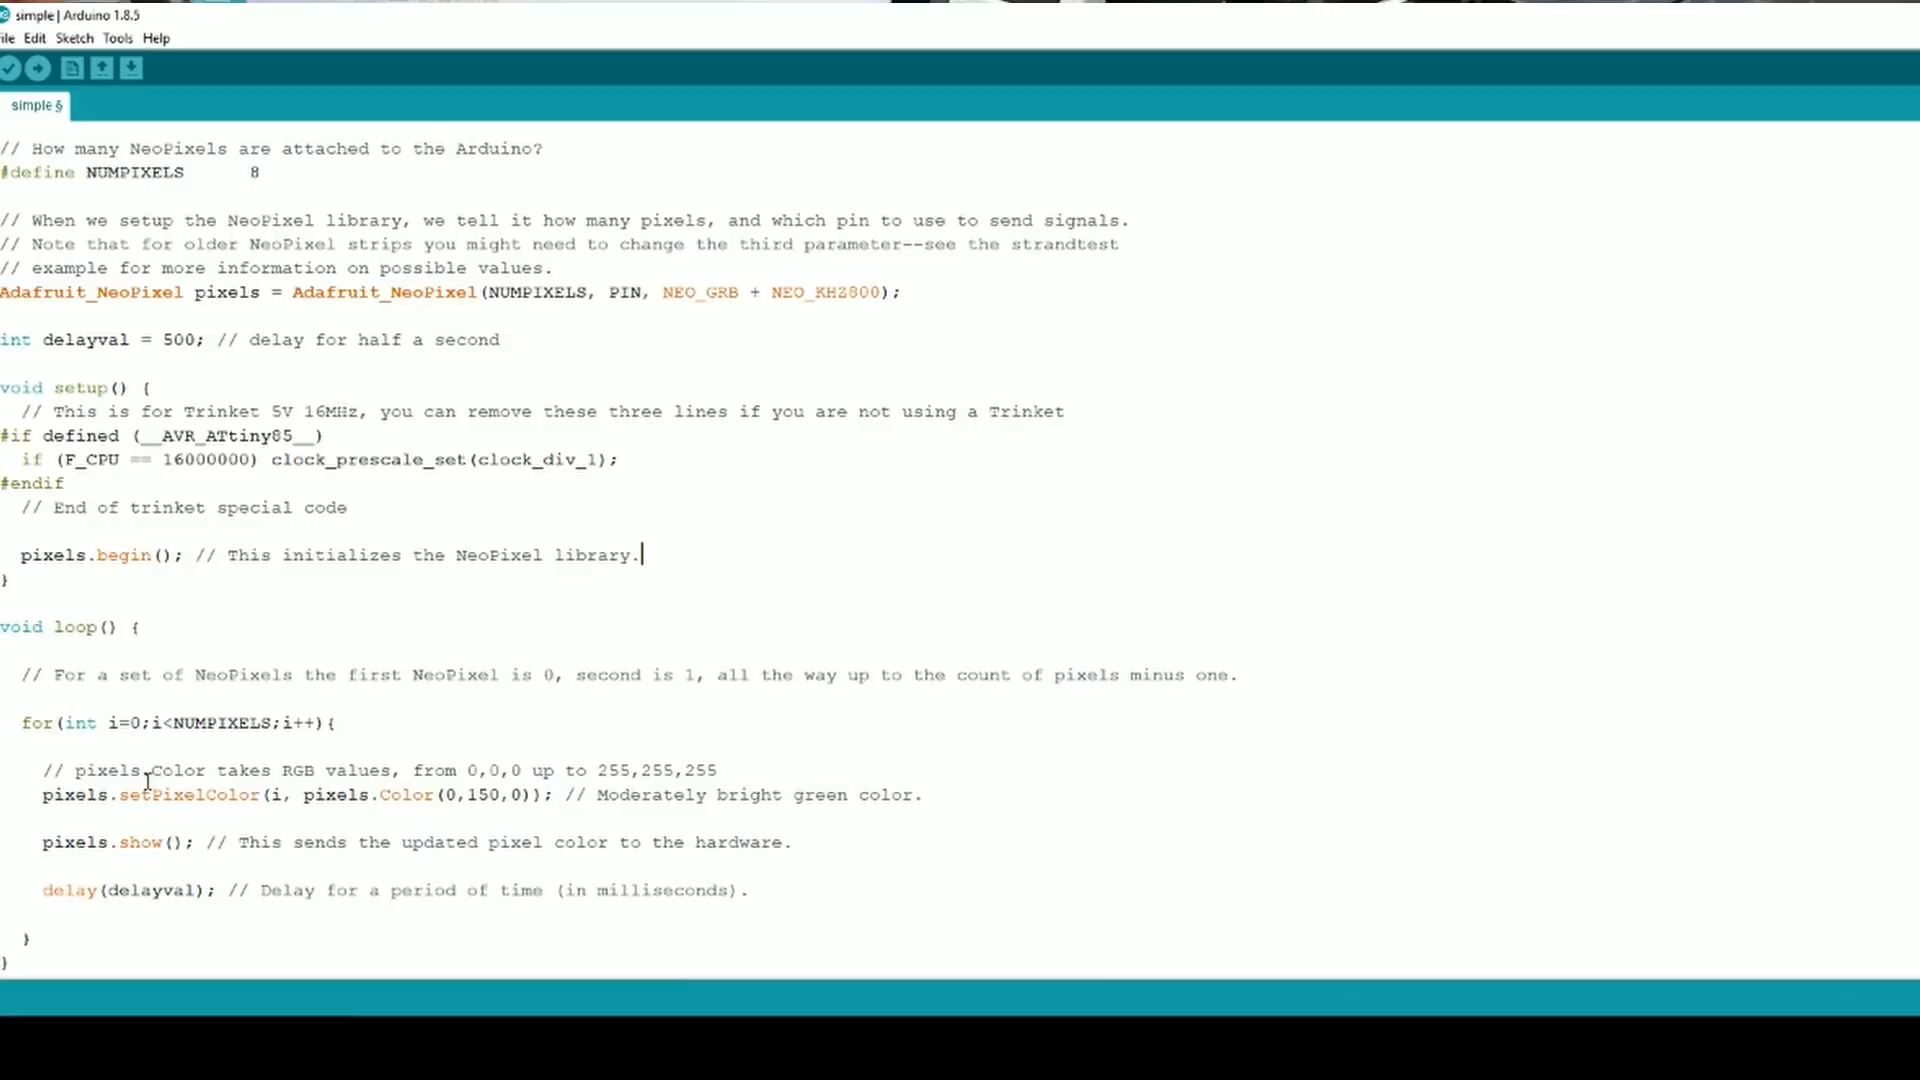 simple | Arduino 1.8.5
ile Edit Sketch Tools Help
simple §
// How many NeoPixels are attached to the Arduino?
#define NUMPIXELS      8
// When we setup the NeoPixel library, we tell it how many pixels, and which pin to use to send signals.
// Note that for older NeoPixel strips you might need to change the third parameter--see the strandtest
// example for more information on possible values.
Adafruit_NeoPixel pixels = Adafruit_NeoPixel(NUMPIXELS, PIN, NEO_GRB + NEO_KHZ800);
int delayval = 500; // delay for half a second
void setup() {
  // This is for Trinket 5V 16MHz, you can remove these three lines if you are not using a Trinket
#if defined (__AVR_ATtiny85__)
  if (F_CPU == 16000000) clock_prescale_set(clock_div_1);
#endif
  // End of trinket special code
  pixels.begin(); // This initializes the NeoPixel library.
}
void loop() {
  // For a set of NeoPixels the first NeoPixel is 0, second is 1, all the way up to the count of pixels minus one.
  for(int i=0;i<NUMPIXELS;i++){
    // pixels.Color takes RGB values, from 0,0,0 up to 255,255,255
    pixels.setPixelColor(i, pixels.Color(0,150,0)); // Moderately bright green color.
    pixels.show(); // This sends the updated pixel color to the hardware.
    delay(delayval); // Delay for a period of time (in milliseconds).
  }
}